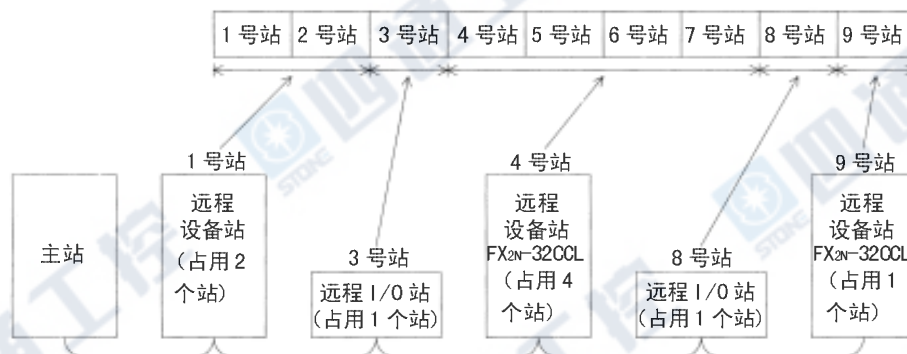 1 号站 2 号站 3 号站 4 号站 5 号站 6 号站 7 号站 8 号站 9 号站
1 号站
4 号站
9 号站
主站
远程
设备站
（占用 2
个站）
3 号站
远程 I/O 站
（占用 1 个站）
远程
设备站
FX2N-32CCL
（占用 4
个站）
8 号站
远程 I/O 站
（占用 1 个站）
远程
设备站
FX2N-32CCL
（占用 1
个站）
STONE
STONE